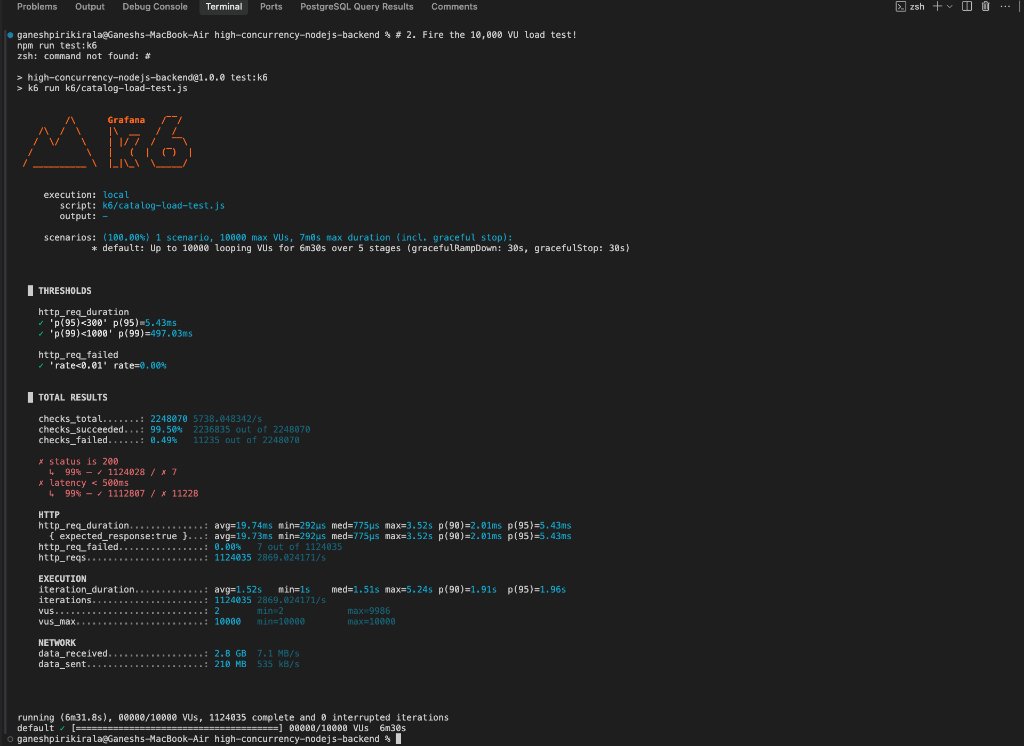 Problems Output Debug Console Terminal Ports PostgreSQL Query Results Comments zsh
ganeshpirikirala@Ganeshs-MacBook-Air high-concurrency-nodejs-backend % # 2. Fire the 10,000 VU load test!
npm run test:k6
zsh: command not found: #
> high-concurrency-nodejs-backend@1.0.0 test:k6
> k6 run k6/catalog-load-test.js
Grafana
K6
execution: local
script: k6/catalog-load-test.js
output: -
scenarios: (100.00%) 1 scenario, 10000 max VUs, 7m0s max duration (incl. graceful stop):
* default: Up to 10000 looping VUs for 6m30s over 5 stages (gracefulRampDown: 30s, gracefulStop: 30s)
THRESHOLDS
http_req_duration
✓ 'p(95)<300' p(95)=5.43ms
✓ 'p(99)<1000' p(99)=497.03ms
http_req_failed
✓ 'rate<0.01' rate=0.00%
TOTAL RESULTS
checks_total.......: 2248070 5738.048342/s
checks_succeeded...: 99.50% 2236835 out of 2248070
checks_failed......: 0.49% 11235 out of 2248070
✗ status is 200
↳ 99% — ✓ 1124028 / ✗ 7
✗ latency < 500ms
↳ 99% — ✓ 1112807 / ✗ 11228
HTTP
http_req_duration..............: avg=19.74ms min=292µs med=775µs max=3.52s p(90)=2.01ms p(95)=5.43ms
{ expected_response:true }...: avg=19.73ms min=292µs med=775µs max=3.52s p(90)=2.01ms p(95)=5.43ms
http_req_failed................: 0.00% 7 out of 1124035
http_reqs......................: 1124035 2869.024171/s
EXECUTION
iteration_duration.............: avg=1.52s min=1s med=1.51s max=5.24s p(90)=1.91s p(95)=1.96s
iterations.....................: 1124035 2869.024171/s
vus............................: 2 min=2 max=9986
vus_max........................: 10000 min=10000 max=10000
NETWORK
data_received..................: 2.8 GB 7.1 MB/s
data_sent......................: 210 MB 535 kB/s
running (6m31.8s), 00000/10000 VUs, 1124035 complete and 0 interrupted iterations
default ✓ [======================================] 00000/10000 VUs 6m30s
ganeshpirikirala@Ganeshs-MacBook-Air high-concurrency-nodejs-backend %